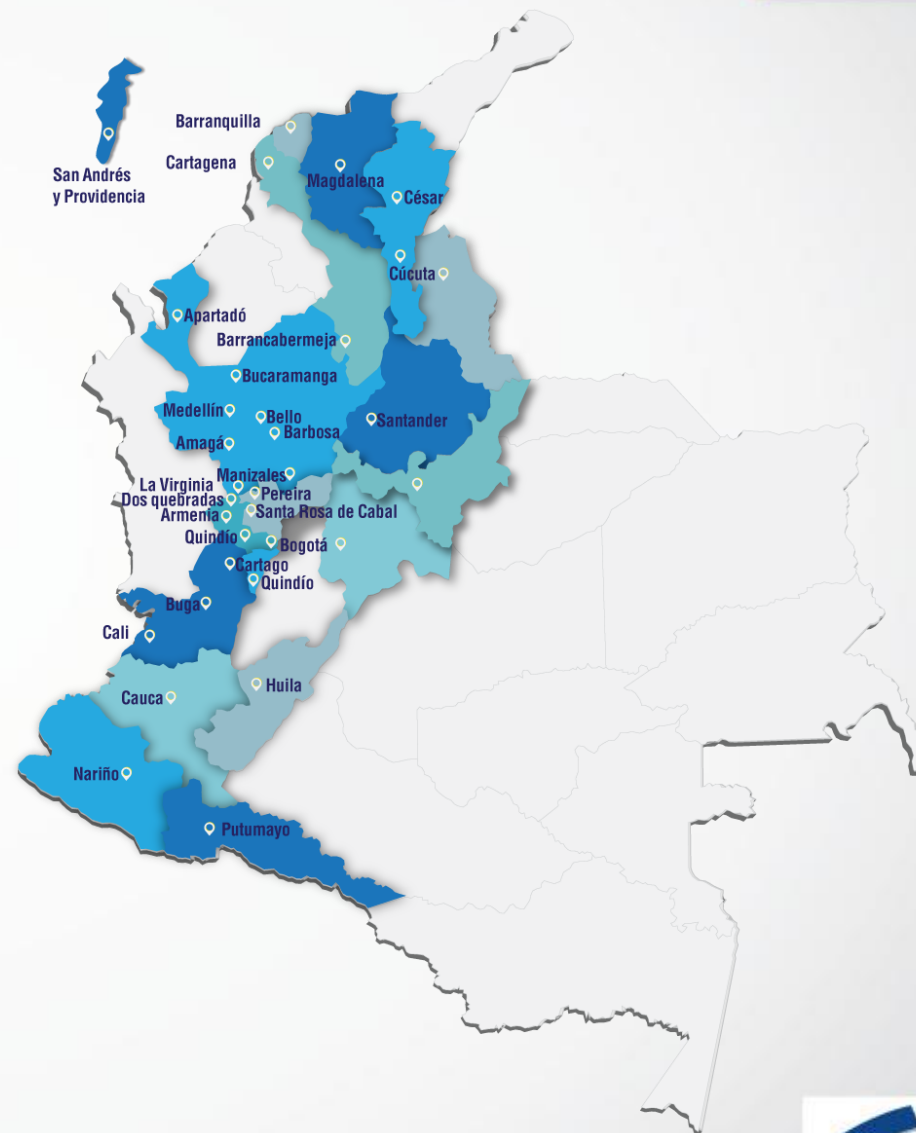 Barranquilla
Cartagena
San Andrés
y Providencia
Magdalena
César
Cúcuta
Apartadó
Barrancabermeja
Bucaramanga
Medellín
Bello
Santander
Barbosa
Amagá
Manizales
La Virginia
Pereira
Dos quebradas
Santa Rosa de Cabal
Armenia
Quindío
Bogotá
Cartago
Quindío
Buga
Cali
Huila
Cauca
Nariño
Putumayo